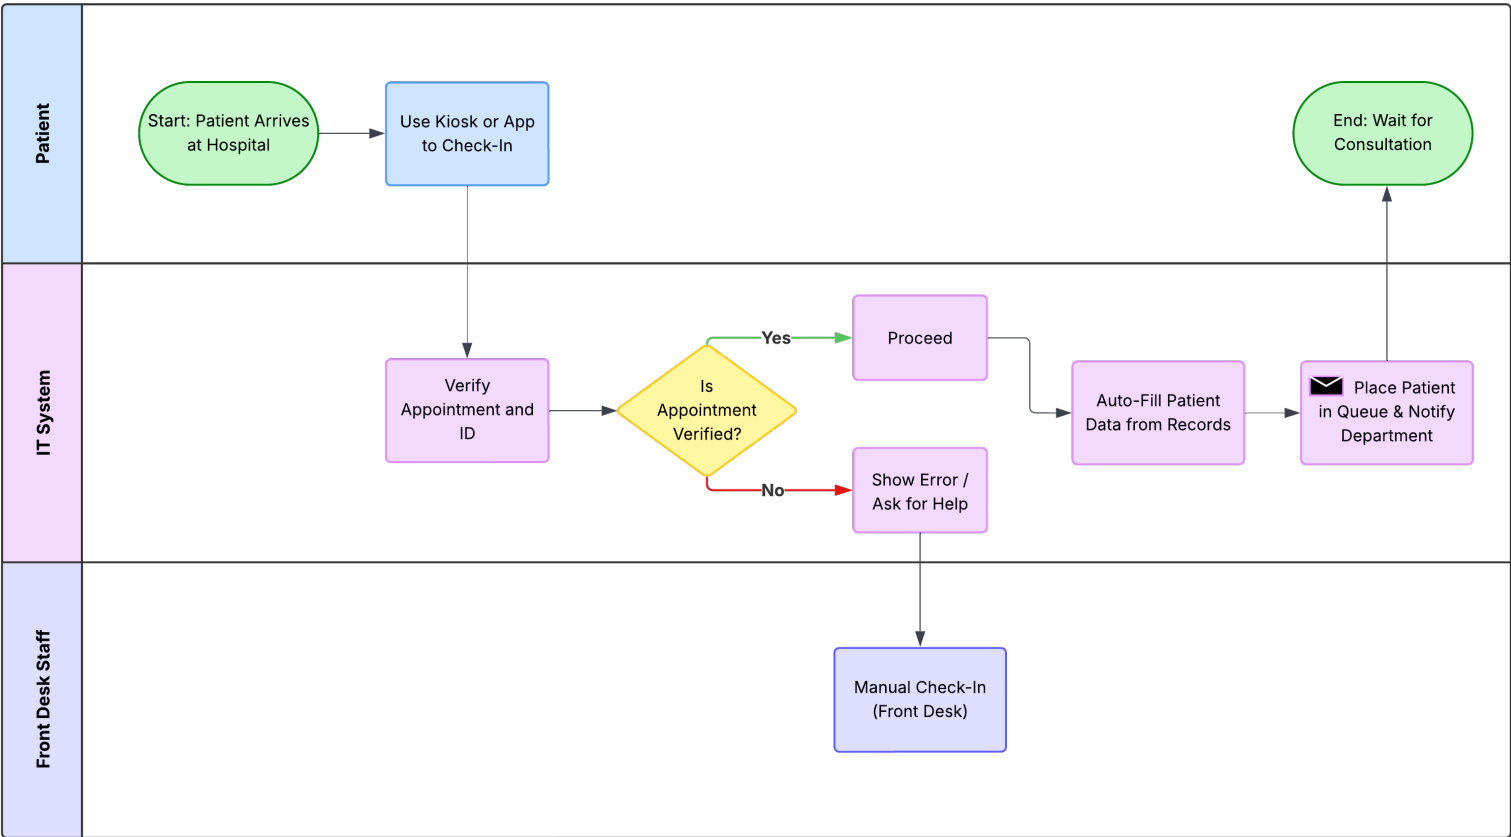 Patient
Start: Patient Arrives
at Hospital
Use Kiosk or App
to Check-In
End: Wait for
Consultation
IT System
Verify
Appointment and
ID
Is
Appointment
Verified?
Yes
No
Proceed
Show Error /
Ask for Help
Auto-Fill Patient
Data from Records
Place Patient
in Queue & Notify
Department
Front Desk Staff
Manual Check-In
(Front Desk)